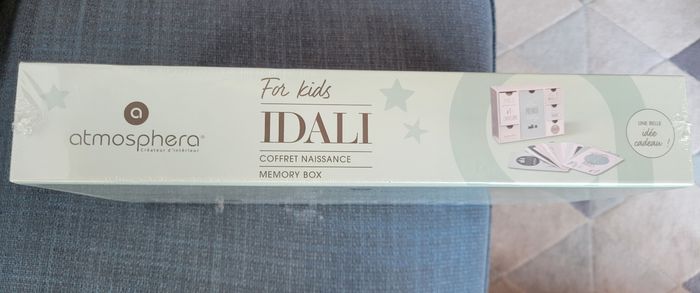 a
atmosphera®
Créateur d'intérieur
For kids
IDALI
COFFRET NAISSANCE
MEMORY BOX
UNE BELLE
idée
cadeau !